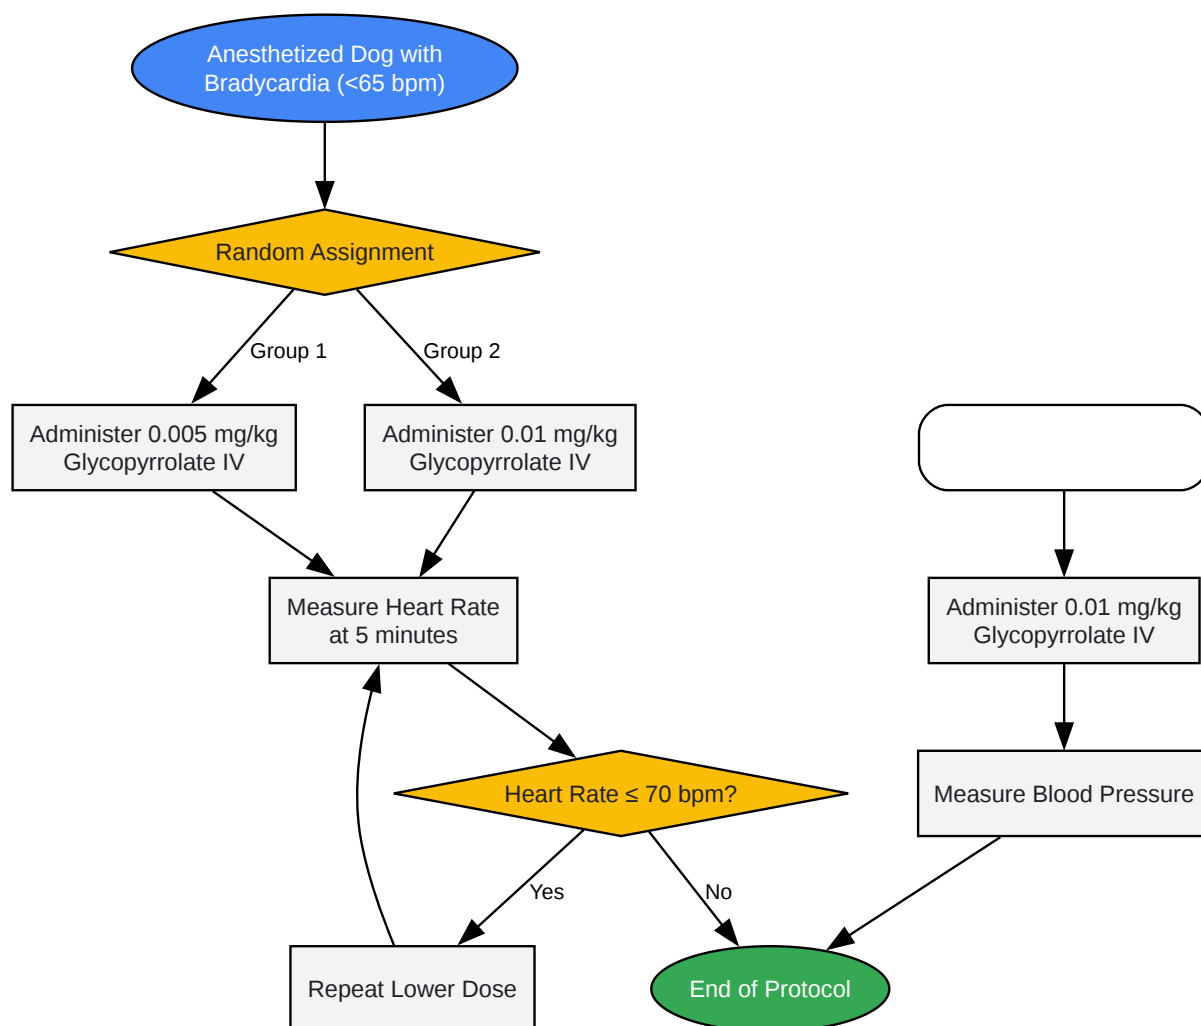 Anesthetized Dog with
Bradycardia (<65 bpm)
Random Assignment
Group 1
Group 2
Administer 0.005 mg/kg
Glycopyrrolate IV
Administer 0.01 mg/kg
Glycopyrrolate IV
Measure Heart Rate
at 5 minutes
Administer 0.01 mg/kg
Glycopyrrolate IV
Heart Rate ≤ 70 bpm?
Measure Blood Pressure
Yes
No
Repeat Lower Dose
End of Protocol